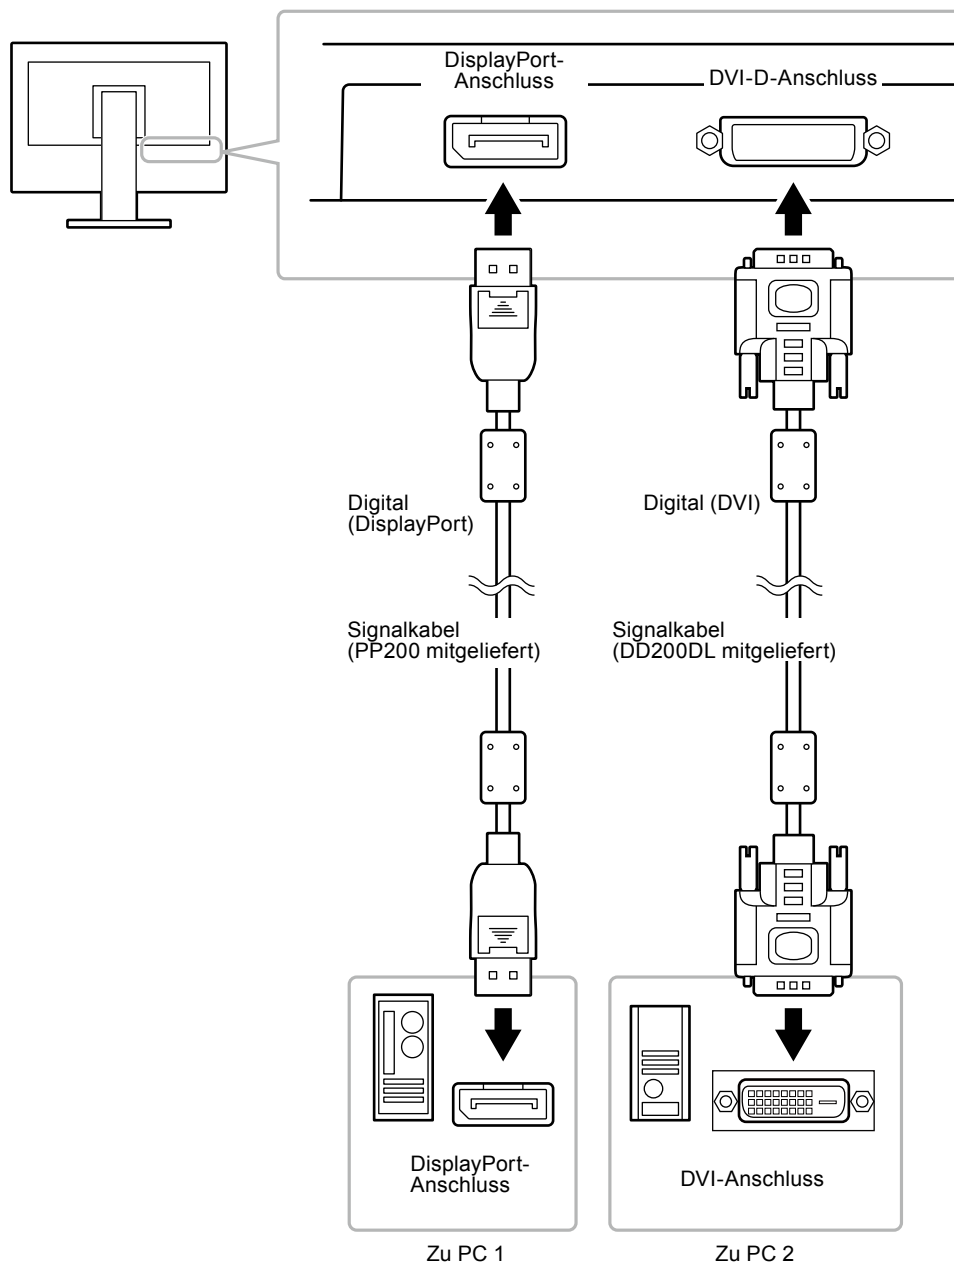 DisplayPort-
Anschluss
DVI-D-Anschluss
Digital
(DisplayPort)
Digital (DVI)
Signalkabel
(PP200 mitgeliefert)
Signalkabel
(DD200DL mitgeliefert)
DisplayPort-
Anschluss
DVI-Anschluss
Zu PC 1
Zu PC 2